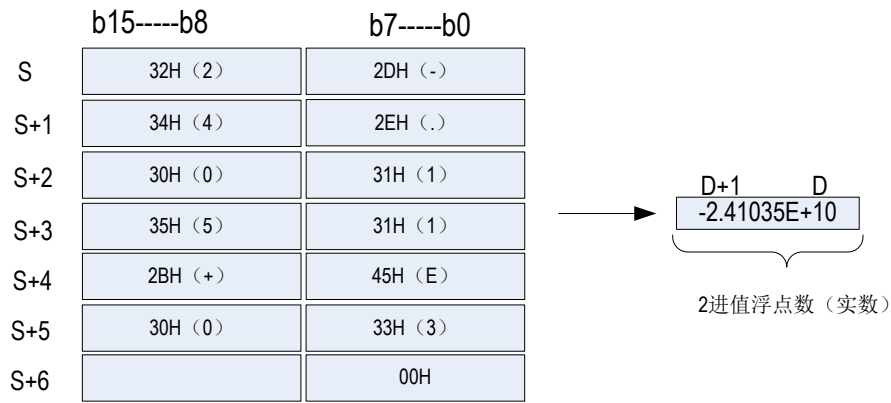 b15-----b8 b7-----b0
S 32H（2） 2DH（-）
S+1 34H（4） 2EH（.）
S+2 30H（0） 31H（1）
S+3 35H（5） 31H（1）
S+4 2BH（+） 45H（E）
S+5 30H（0） 33H（3）
S+6 00H
D+1 D
-2.41035E+10
2进值浮点数（实数）